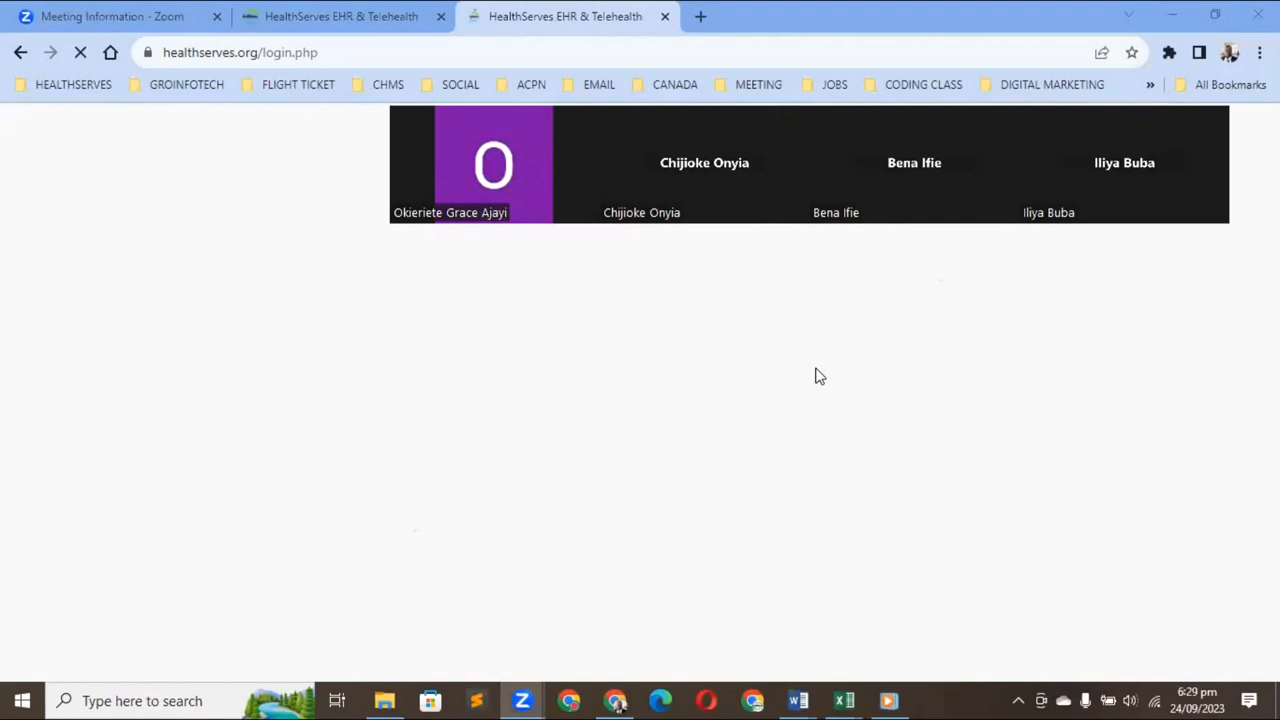 Meeting Information - Zoom
HealthServes EHR & Telehealth
HealthServes EHR & Telehealth
healthserves.org/login.php
HEALTHSERVES
GROINFOTECH
FLIGHT TICKET
CHMS
SOCIAL
ACPN
EMAIL
CANADA
MEETING
JOBS
CODING CLASS
DIGITAL MARKETING
»
All Bookmarks
O
Okieriete Grace Ajayi
Chijioke Onyia
Chijioke Onyia
Bena Ifie
Bena Ifie
Iliya Buba
Iliya Buba
Type here to search
6:29 pm
24/09/2023